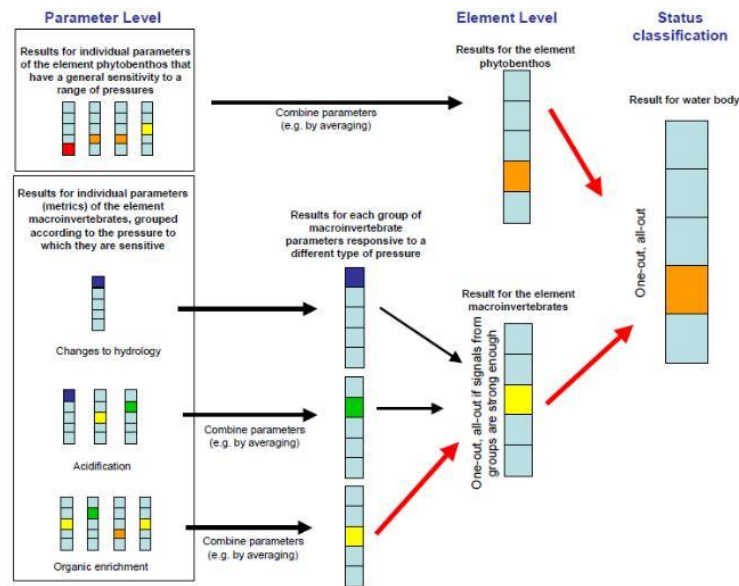 Parameter Level
Element Level
Status
classification
Results for individual parameters
of the element phytobenthos that
have a general sensitivity to a
range of pressures
Combine parameters
(e.g. by averaging)
Results for the element
phytobenthos
Result for water body
One-out, all-out
Results for individual parameters
(metrics) of the element
macroinvertebrates, grouped
according to the pressure to
which they are sensitive
Results for each group of
macroinvertebrate
parameters responsive to a
different type of pressure
Result for the element
macroinvertebrates
One-out, all-out if signals from
groups are strong enough
Changes to hydrology
Combine parameters
(e.g. by averaging)
Acidification
Combine parameters
(e.g. by averaging)
Organic enrichment